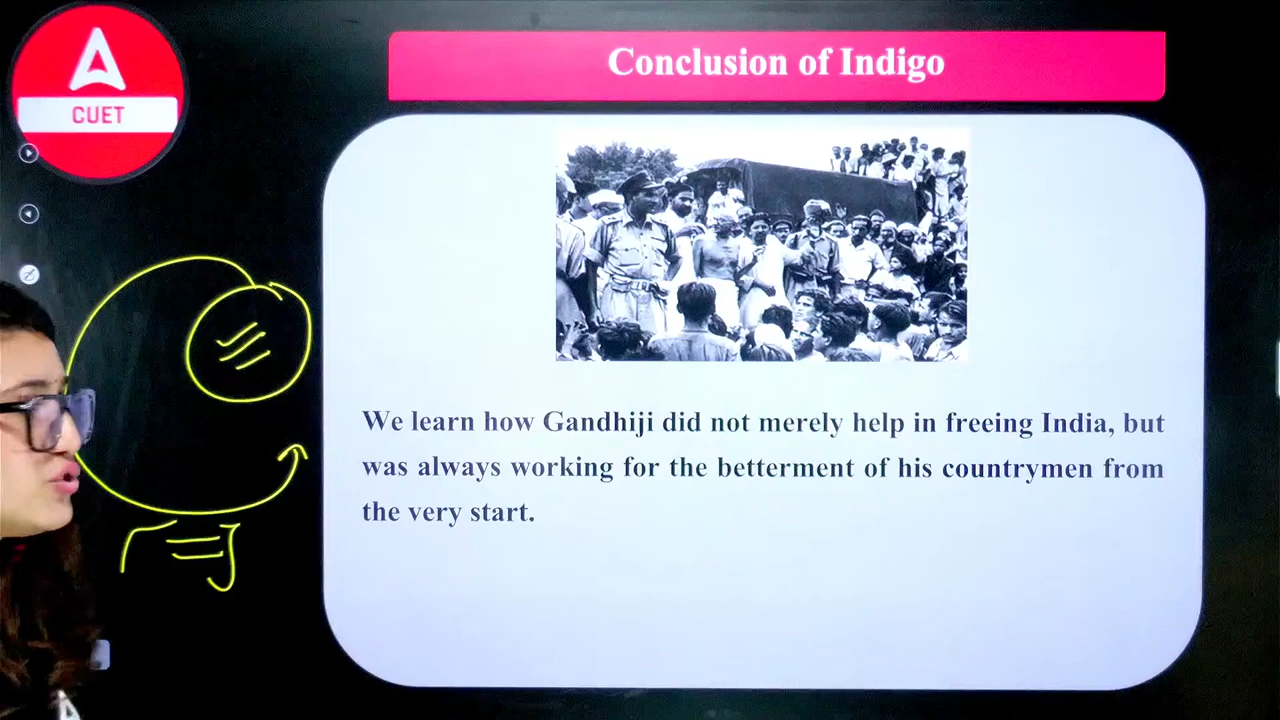 CUET
Conclusion of Indigo
We learn how Gandhiji did not merely help in freeing India, but
was always working for the betterment of his countrymen from
the very start.